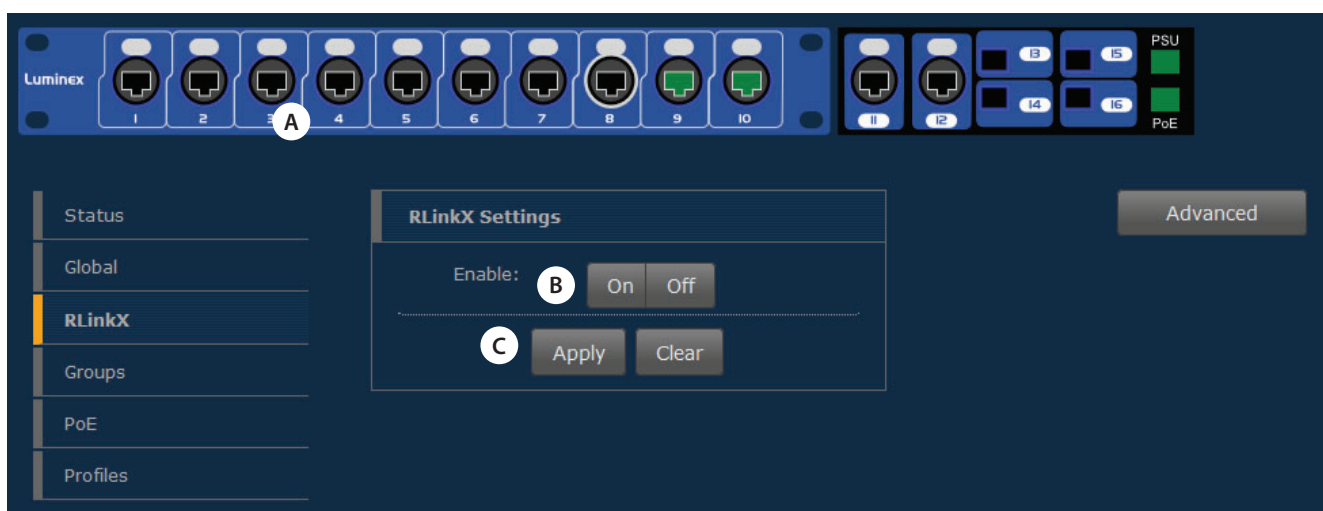 PSU
Luminex
13
15
14
16
1
2
3
A
4
5
6
7
8
9
10
11
12
PoE
Status
RLinkX Settings
Advanced
Global
Enable:
B
On
Off
RLinkX
C
Apply
Clear
Groups
PoE
Profiles